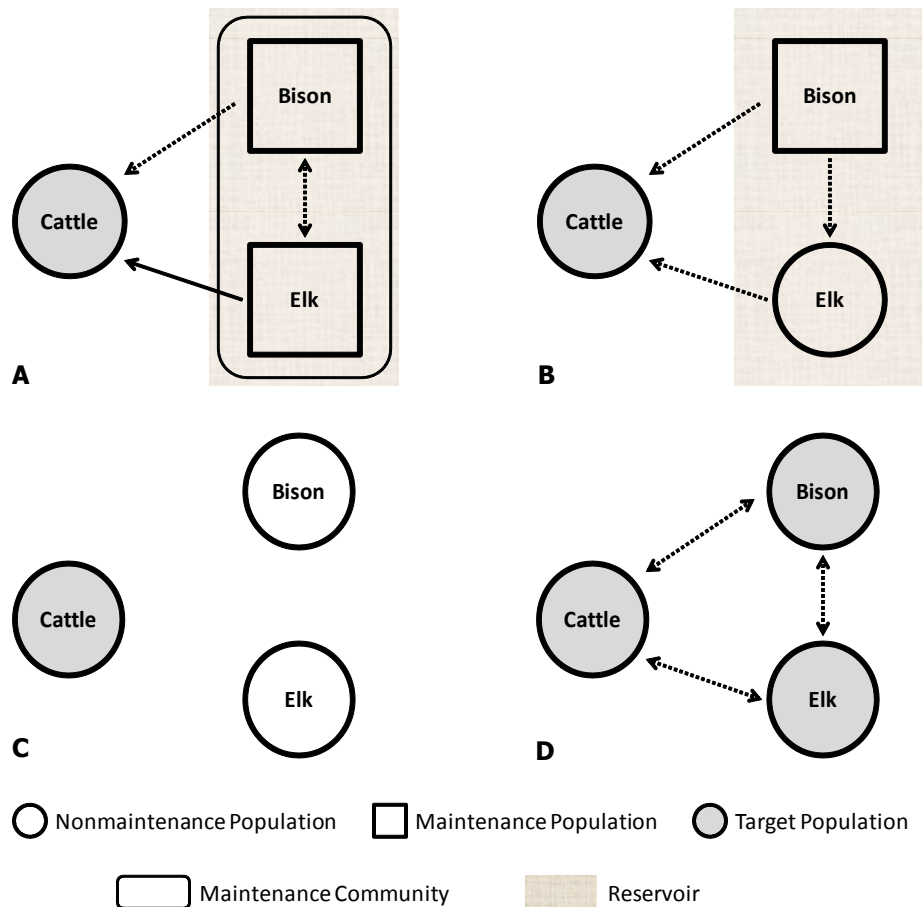 Bison
Cattle
Elk
A
Bison
Cattle
Elk
B
Bison
Cattle
Elk
C
Bison
Cattle
Elk
D
Nonmaintenance Population
Maintenance Population
Target Population
Maintenance Community
Reservoir